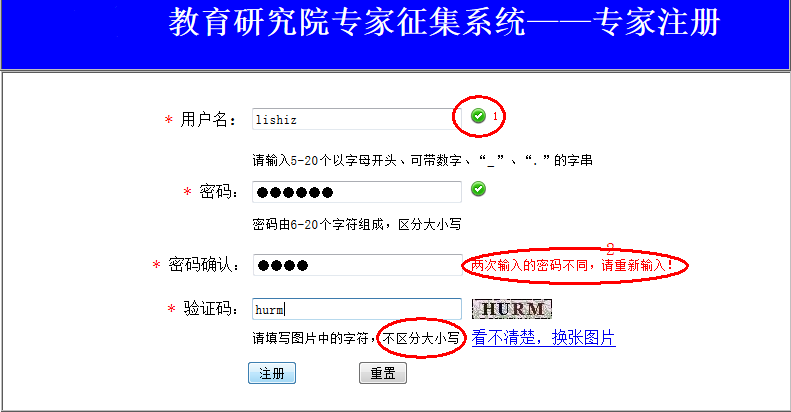 教育研究院专家征集系统——专家注册
* 用户名： lishiz 1
请输入5-20个以字母开头、可带数字、“_”、“.”的字串
* 密码： ●●●●●●
密码由6-20个字符组成，区分大小写
2
* 密码确认： ●●●● 两次输入的密码不同，请重新输入！
* 验证码： hurm HURM
请填写图片中的字符，不区分大小写 看不清楚，换张图片
注册 重置